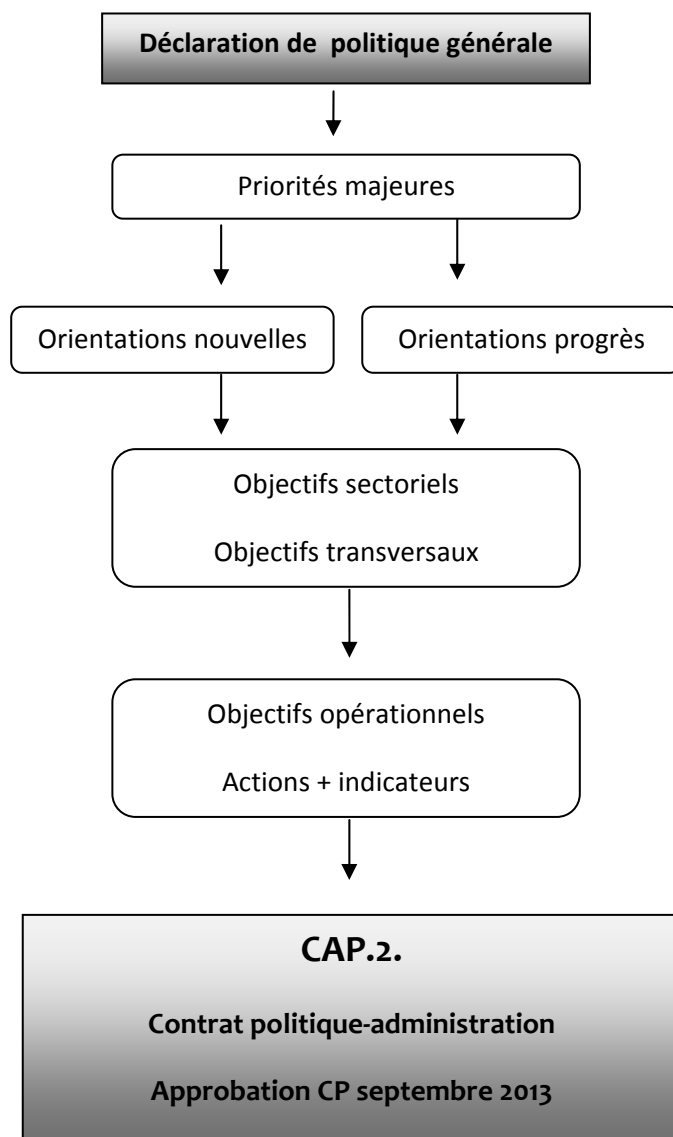 Déclaration de politique générale
Priorités majeures
Orientations nouvelles
Orientations progrès
Objectifs sectoriels
Objectifs transversaux
Objectifs opérationnels
Actions + indicateurs
CAP.2.
Contrat politique-administration
Approbation CP septembre 2013